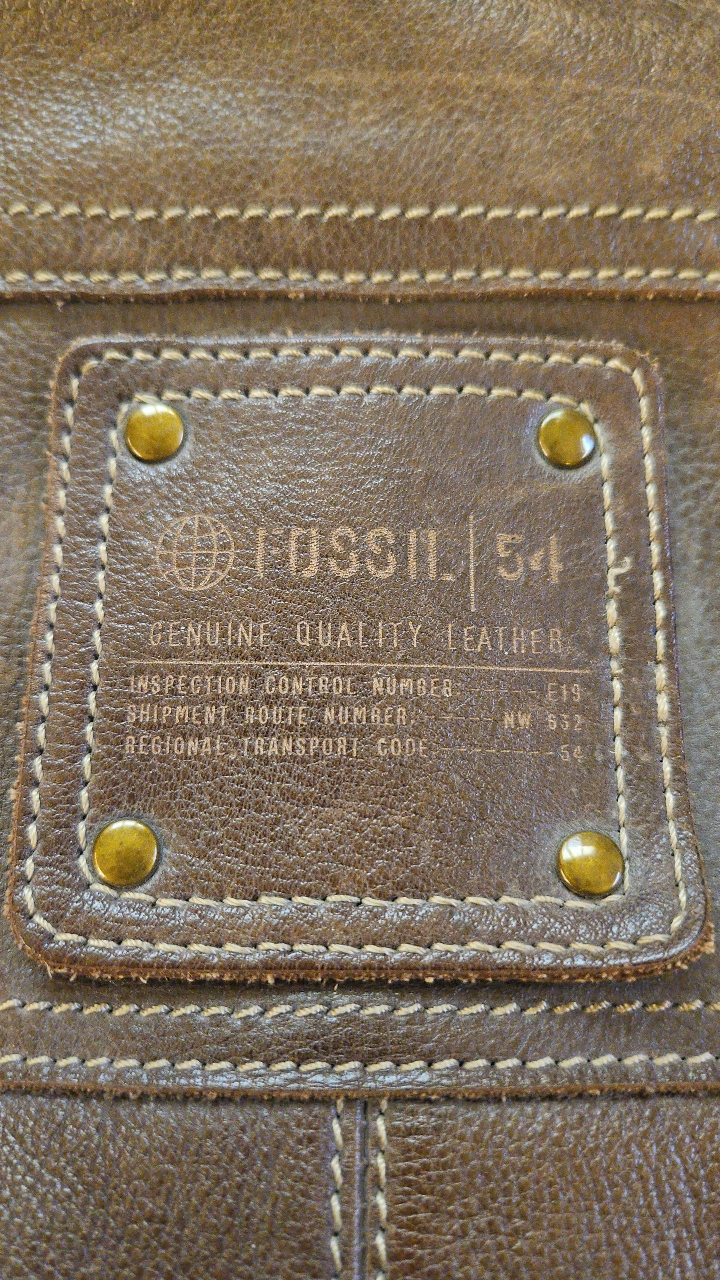 FOSSIL | 54
GENUINE QUALITY LEATHER
INSPECTION CONTROL NUMBER ------ E19
SHIPMENT ROUTE NUMBER: ------ NW 532
REGIONAL TRANSPORT CODE ---------- 54